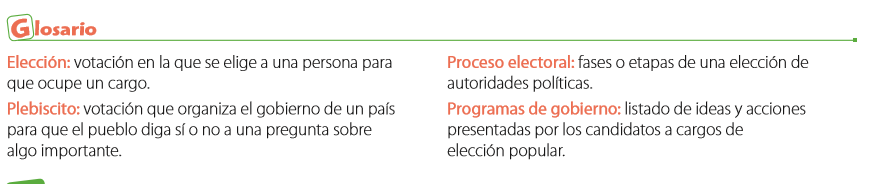 Glosario
Elección: votación en la que se elige a una persona para
que ocupe un cargo.
Plebiscito: votación que organiza el gobierno de un país
para que el pueblo diga sí o no a una pregunta sobre
algo importante.
Proceso electoral: fases o etapas de una elección de
autoridades políticas.
Programas de gobierno: listado de ideas y acciones
presentadas por los candidatos a cargos de
elección popular.